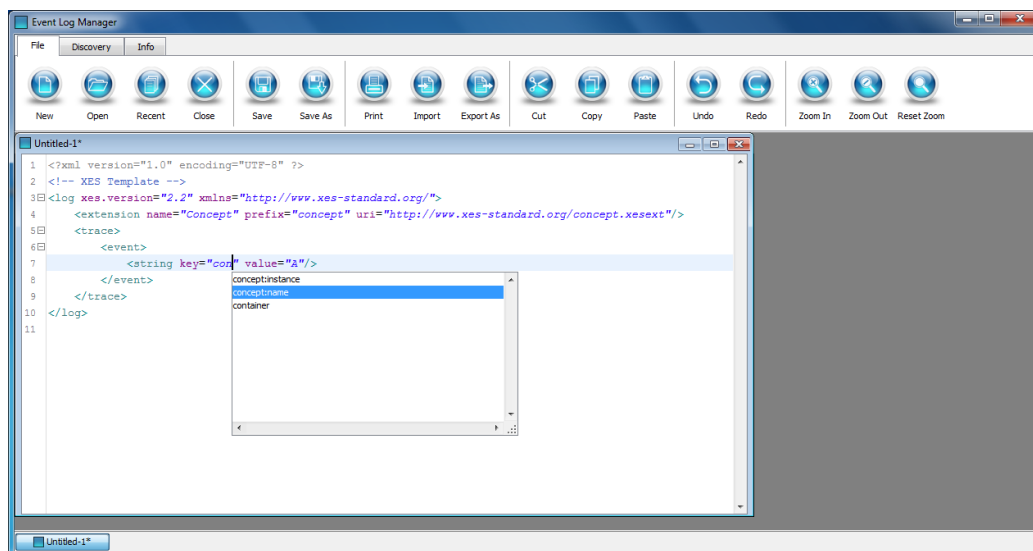 Event Log Manager
File Discovery Info
New Open Recent Close Save Save As Print Import Export As Cut Copy Paste Undo Redo Zoom In Zoom Out Reset Zoom
Untitled-1*
1 <?xml version="1.0" encoding="UTF-8" ?>
2 <!-- XES Template -->
3 <log xes.version="2.2" xmlns="http://www.xes-standard.org/">
4 <extension name="Concept" prefix="concept" uri="http://www.xes-standard.org/concept.xesext"/>
5 <trace>
6 <event>
7 <string key="con" value="A"/>
8 </event>
9 </trace>
10 </log>
11
concept:instance
concept:name
container
Untitled-1*